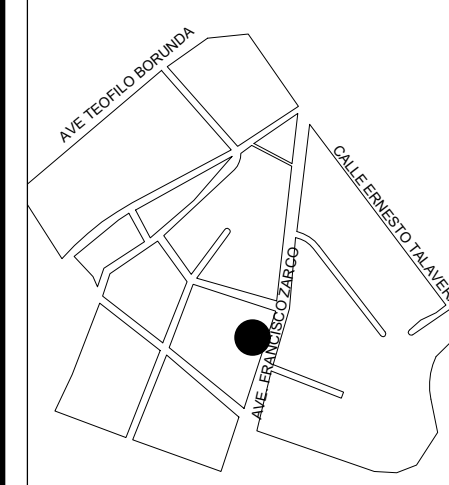 AVE TEOFILO BORUNDA
CALLE ERNESTO TALAVER
AVE. FRANCISCO ZARCO